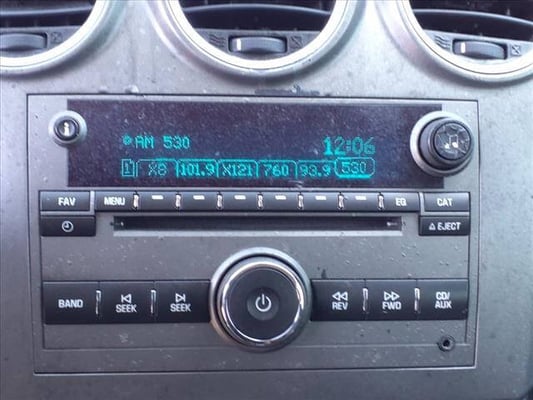 AM 530
12:06
1 X8 101.9 X121 760 93.9 530
FAV MENU EQ CAT
EJECT
BAND SEEK SEEK REV FWD CD/
AUX